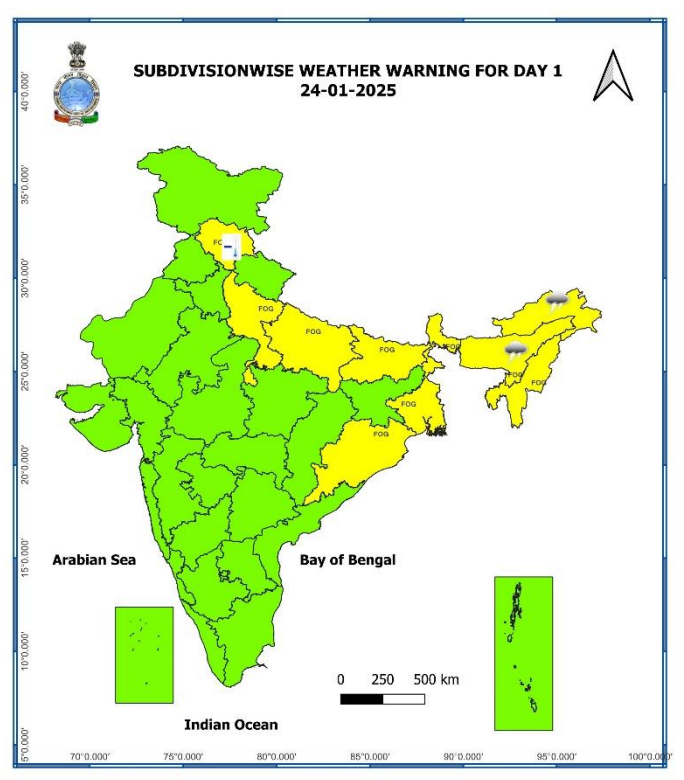 SUBDIVISIONWISE WEATHER WARNING FOR DAY 1
24-01-2025
40°0.000'
35°0.000'
30°0.000'
25°0.000'
20°0.000'
15°0.000'
10°0.000'
5°0.000'
FOG
FOG
FOG
FOG
FOG
FOG
FOG
FOG
Arabian Sea
Bay of Bengal
0 250 500 km
Indian Ocean
70°0.000' 75°0.000' 80°0.000' 85°0.000' 90°0.000' 95°0.000' 100°0.000'